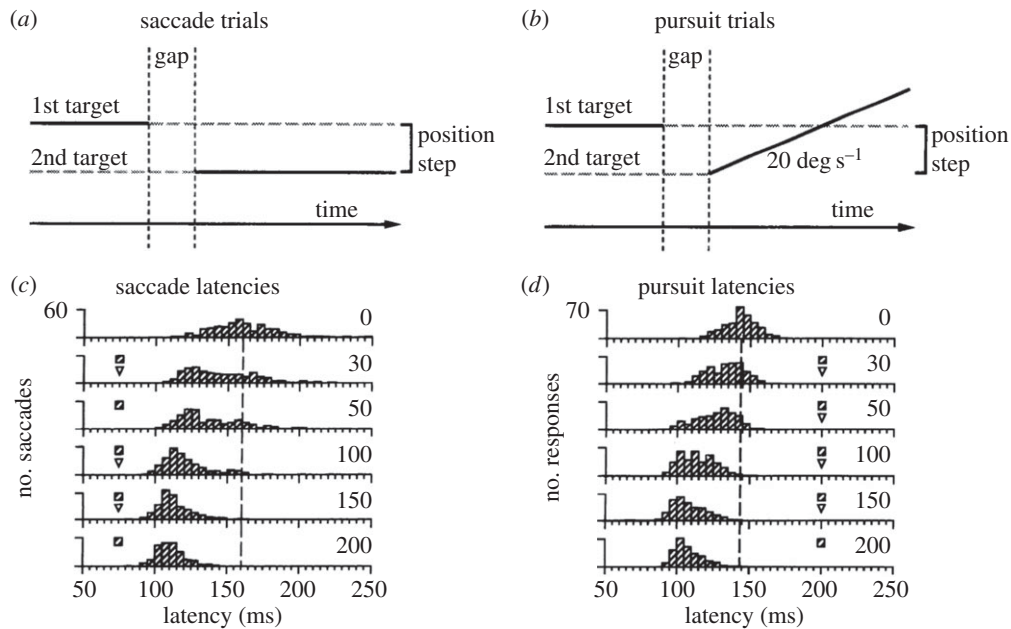 (a) saccade trials
gap
1st target
2nd target
position
step
time
(b) pursuit trials
gap
1st target
2nd target
20 deg s–1
position
step
time
(c) saccade latencies
60
no. saccades
0
30
50
100
150
200
50 100 150 200 250
latency (ms)
(d) pursuit latencies
70
no. responses
0
30
50
100
150
200
50 100 150 200 250
latency (ms)